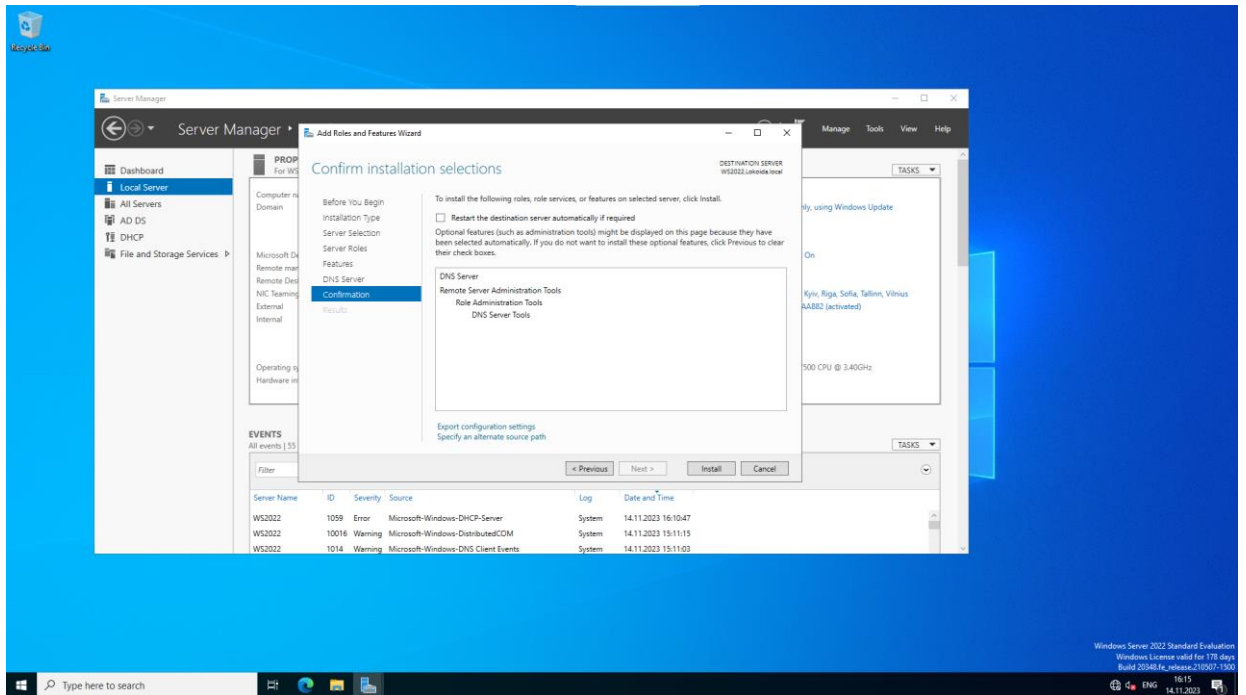 Recycle Bin
Server Manager
Server Manager
Manage Tools View Help
Dashboard
Local Server
All Servers
AD DS
DHCP
File and Storage Services
PROP
For WS
TASKS
Computer na
Domain
Microsoft De
Remote man
Remote Desk
NIC Teaming
External
Internal
Operating sy
Hardware in
nly, using Windows Update
On
Kyiv, Riga, Sofia, Tallinn, Vilnius
AA882 (activated)
500 CPU @ 3.40GHz
Add Roles and Features Wizard
Confirm installation selections
DESTINATION SERVER
Before You Begin
Installation Type
Server Selection
Server Roles
Features
DNS Server
Confirmation
Results
To install the following roles, role services, or features on selected server, click Install.
Restart the destination server automatically if required
Optional features (such as administration tools) might be displayed on this page because they have
been selected automatically. If you do not want to install these optional features, click Previous to clear
their check boxes.
DNS Server
Remote Server Administration Tools
Role Administration Tools
DNS Server Tools
Export configuration settings
Specify an alternate source path
< Previous Next > Install Cancel
EVENTS
All events | 55
TASKS
Filter
Server Name ID Severity Source Log Date and Time
WS2022 1059 Error Microsoft-Windows-DHCP-Server System 14.11.2023 16:10:47
WS2022 10016 Warning Microsoft-Windows-DistributedCOM System 14.11.2023 15:11:15
WS2022 1014 Warning Microsoft-Windows-DNS Client Events System 14.11.2023 15:11:03
Windows Server 2022 Standard Evaluation
Windows License valid for 178 days
Build 20348.fe_release.210507-1500
Type here to search
ENG
16:15
14.11.2023